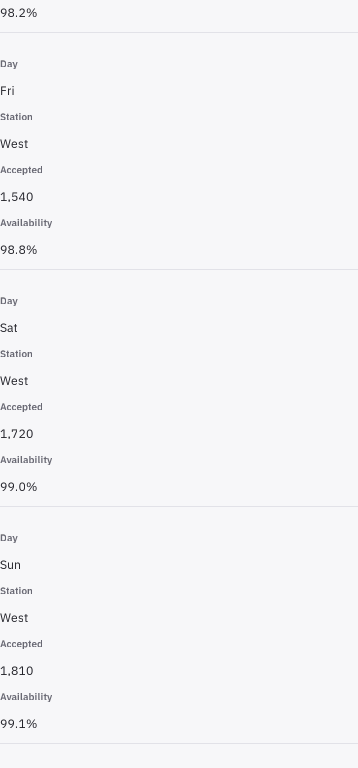 98.2%
Day
Fri
Station
West
Accepted
1,540
Availability
98.8%
Day
Sat
Station
West
Accepted
1,720
Availability
99.0%
Day
Sun
Station
West
Accepted
1,810
Availability
99.1%